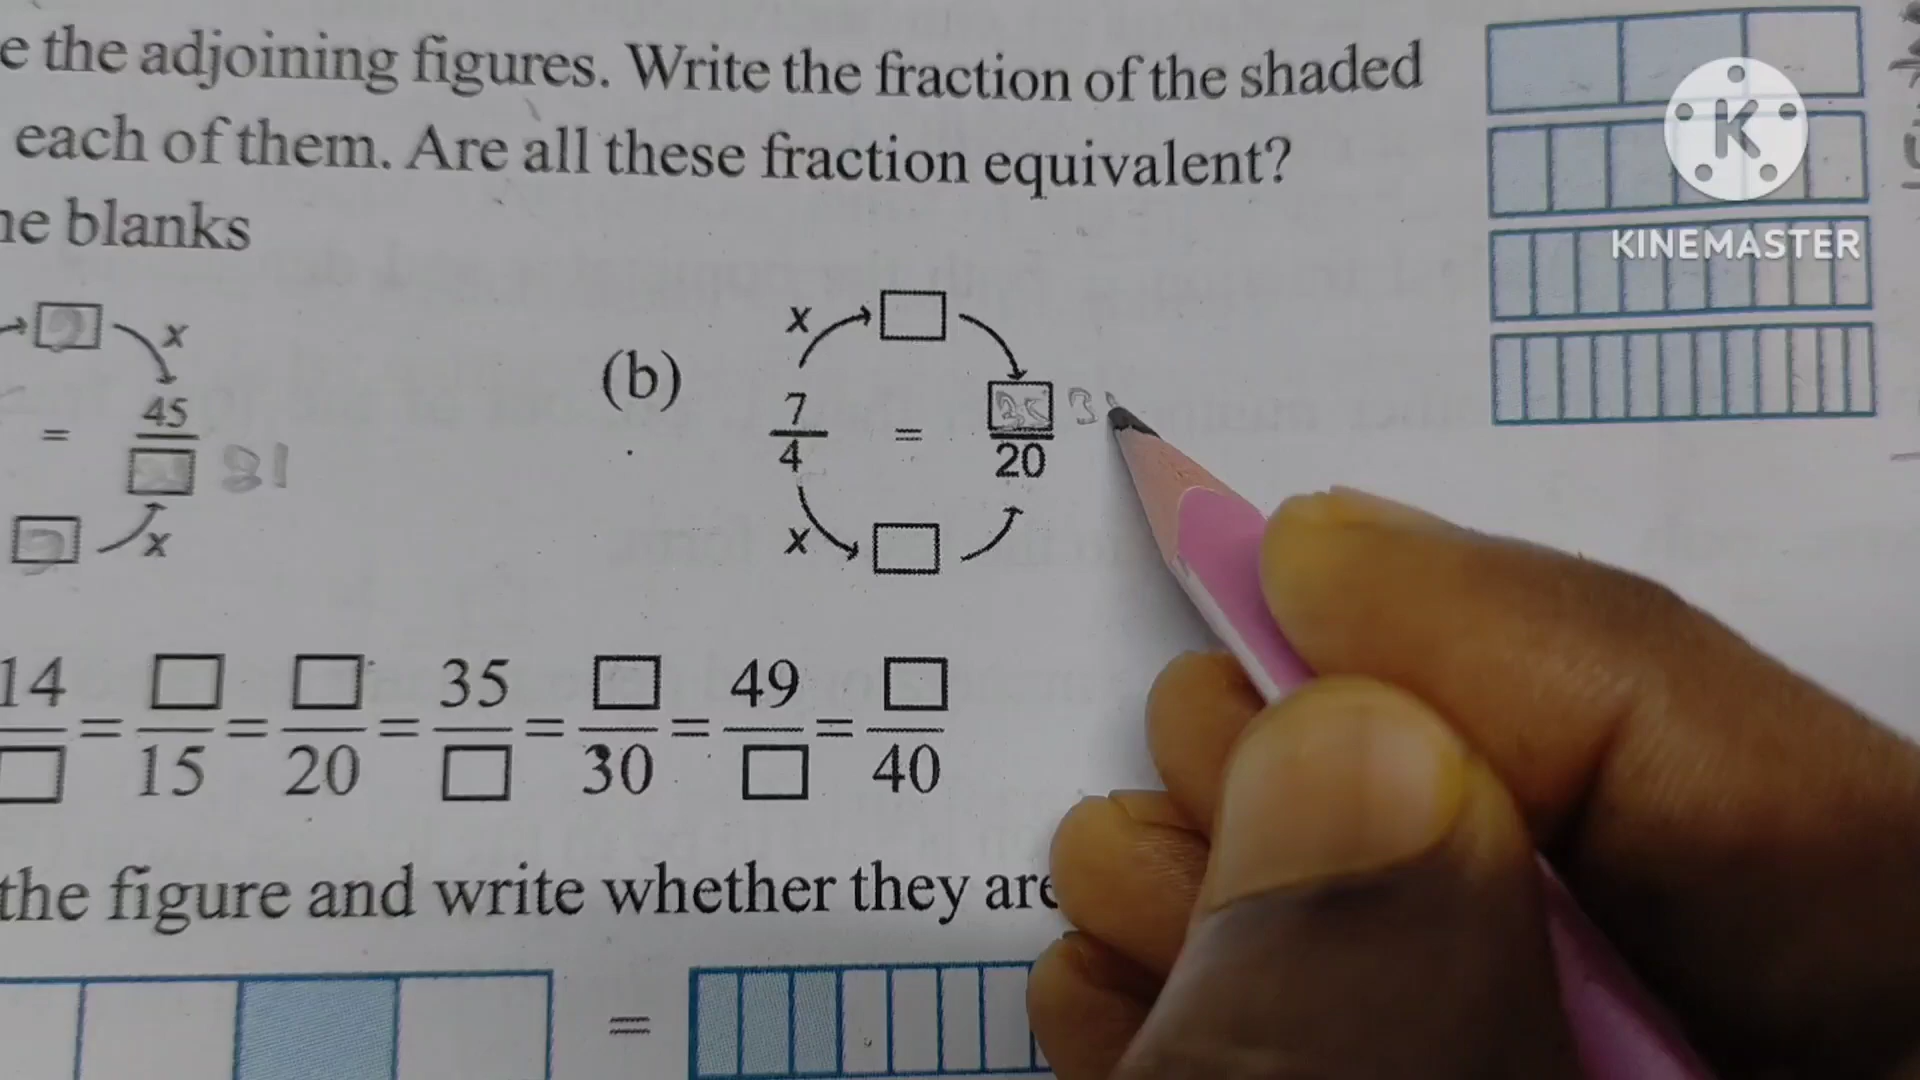 e the adjoining figures. Write the fraction of the shaded
each of them. Are all these fraction equivalent?
he blanks
KINEMASTER
x
= 45
81
x
(b)
x
7/4 = 35/20
x
14/□ = □/15 = □/20 = 35/□ = □/30 = 49/□ = □/40
the figure and write whether they are
=